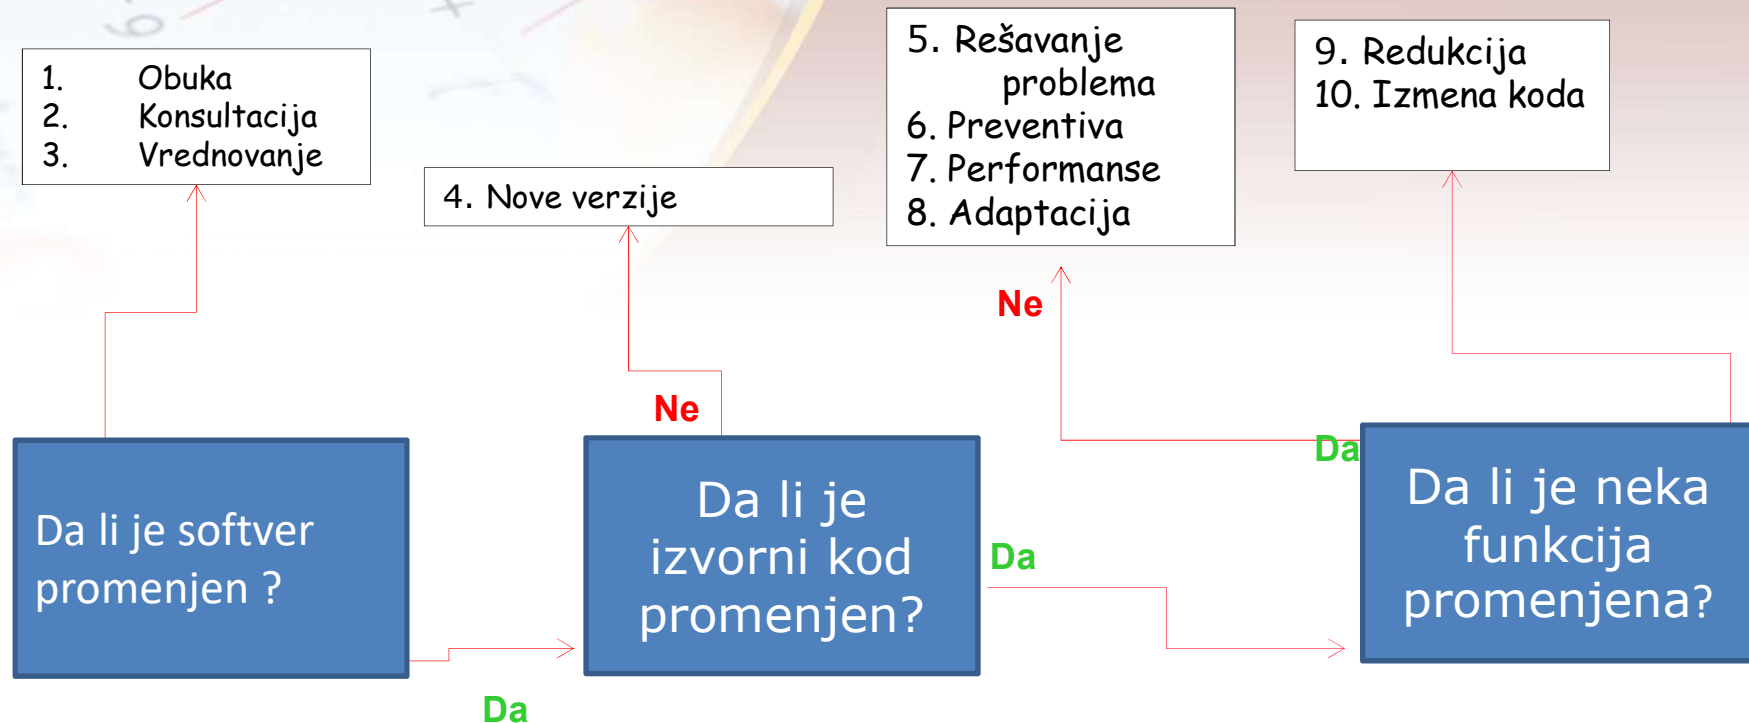 1. Obuka
2. Konsultacija
3. Vrednovanje
4. Nove verzije
5. Rešavanje
problema
6. Preventiva
7. Performanse
8. Adaptacija
9. Redukcija
10. Izmena koda
Ne
Ne
Da
Da li je softver
promenjen ?
Da
Da li je
izvorni kod
promenjen?
Da
Da li je neka
funkcija
promenjena?